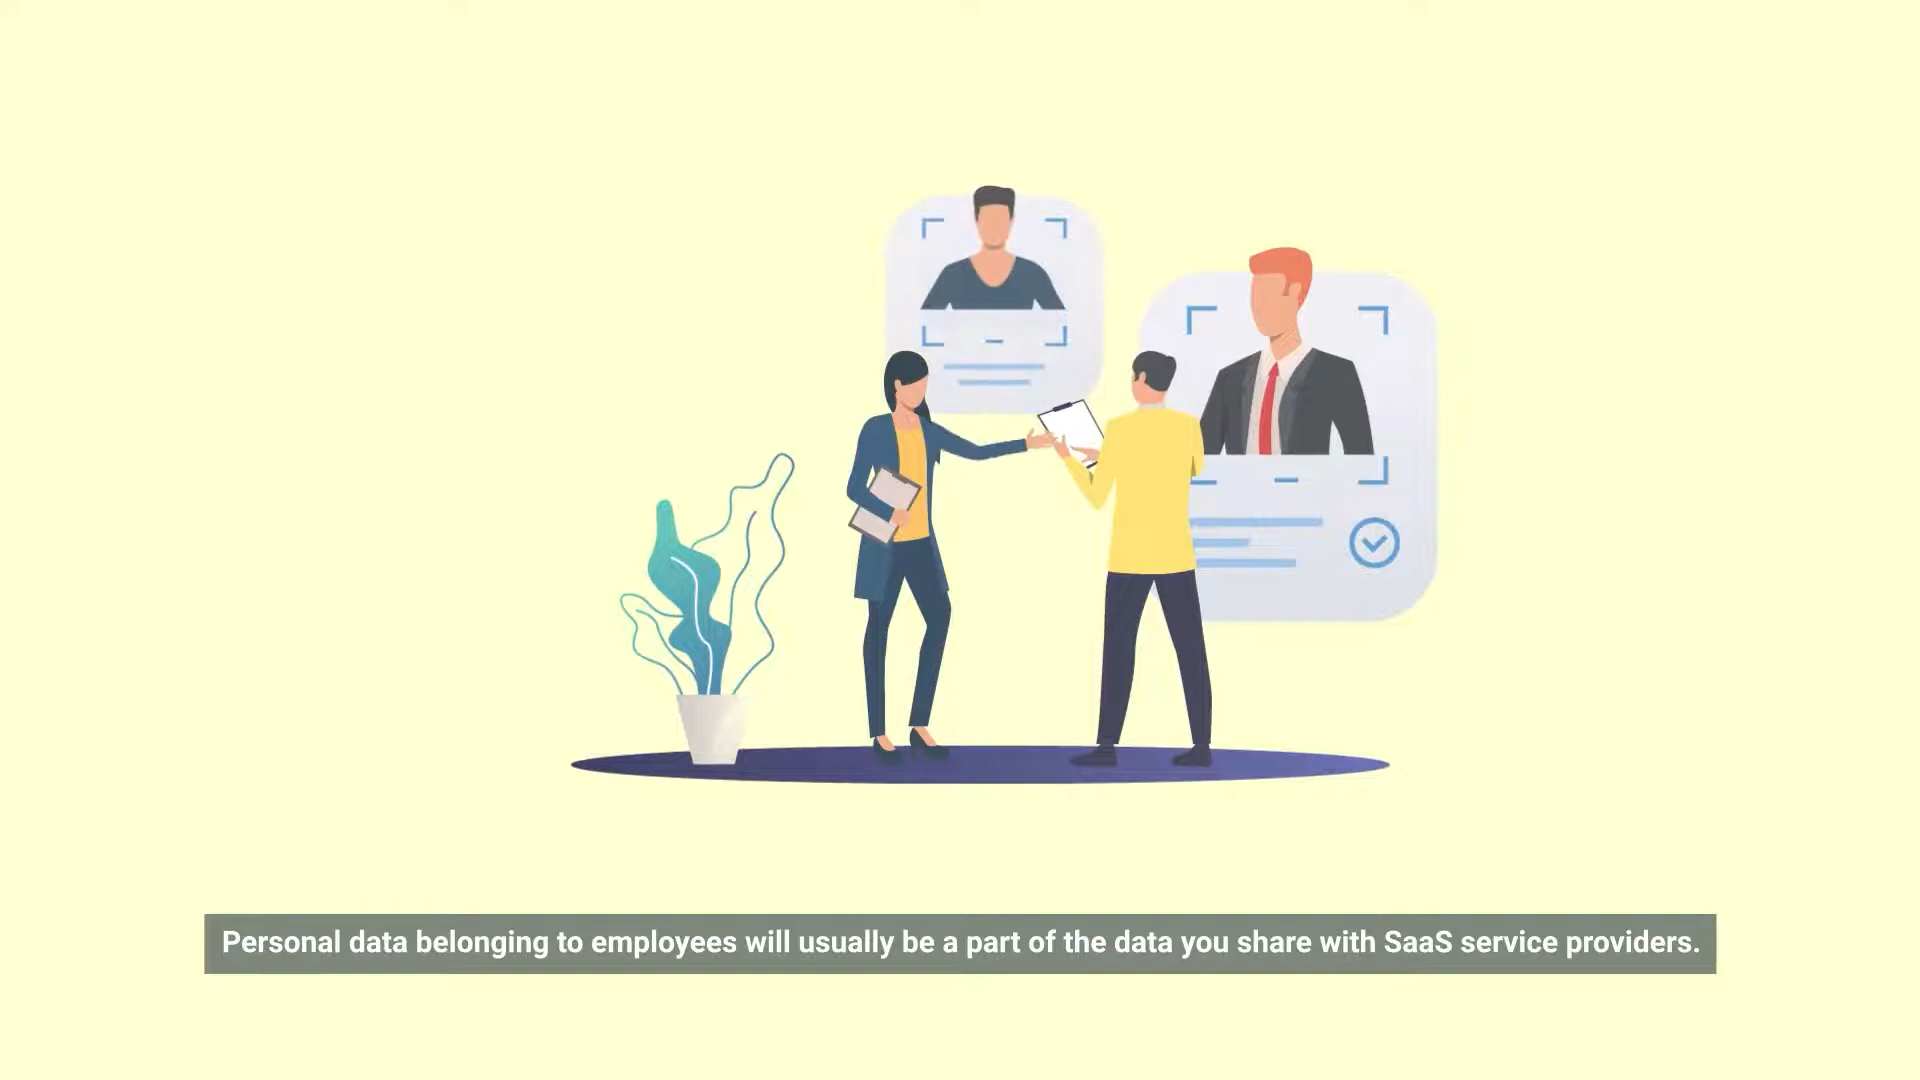 Personal data belonging to employees will usually be a part of the data you share with SaaS service providers.